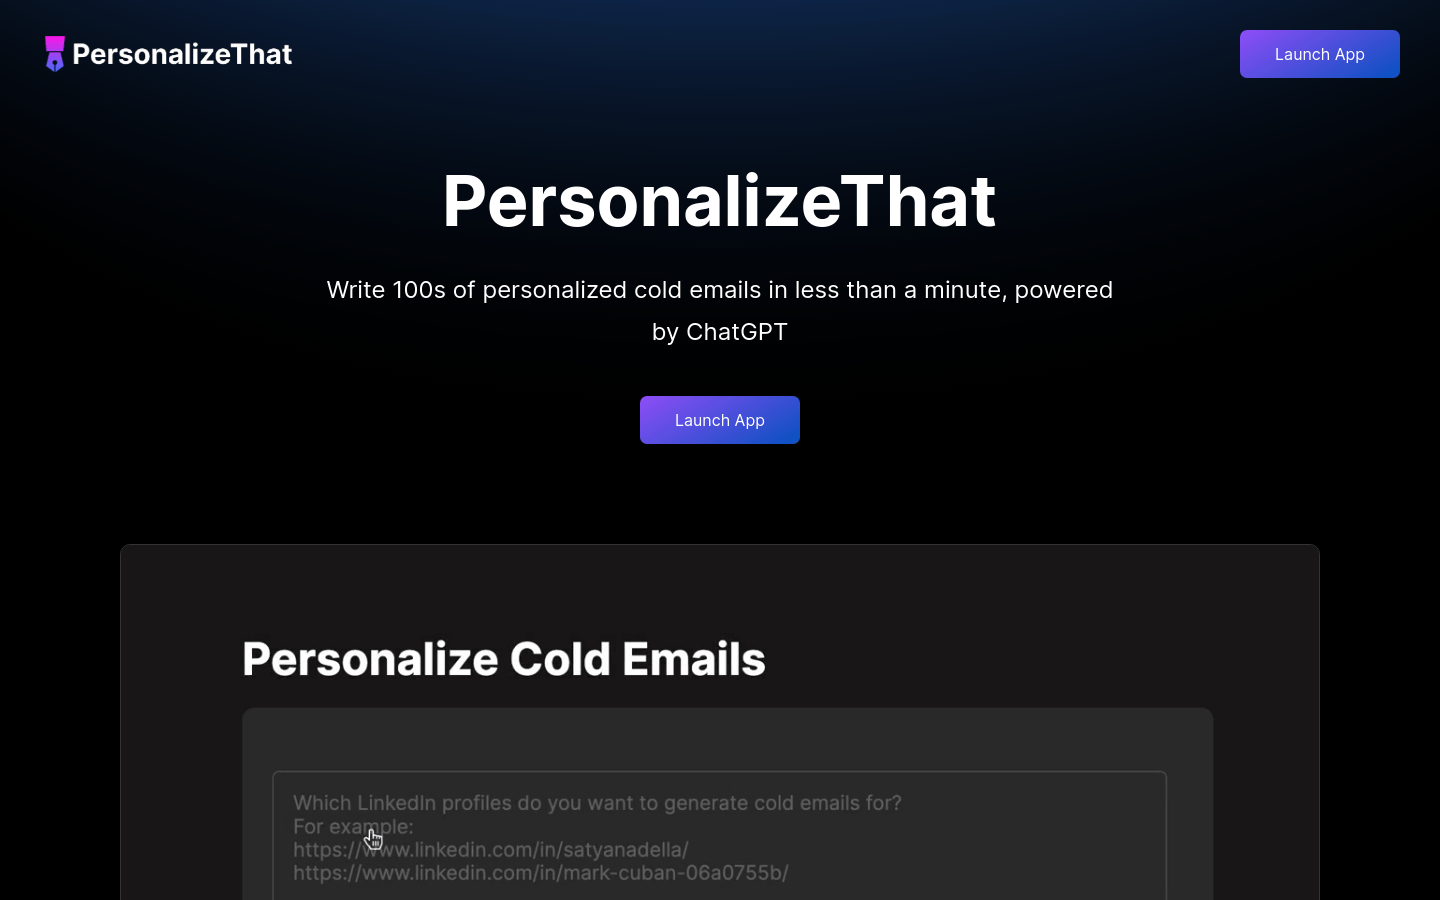 PersonalizeThat
Launch App
PersonalizeThat
Write 100s of personalized cold emails in less than a minute, powered
by ChatGPT
Launch App
Personalize Cold Emails
Which LinkedIn profiles do you want to generate cold emails for?
For example:
https://www.linkedin.com/in/satyanadella/
https://www.linkedin.com/in/mark-cuban-06a0755b/